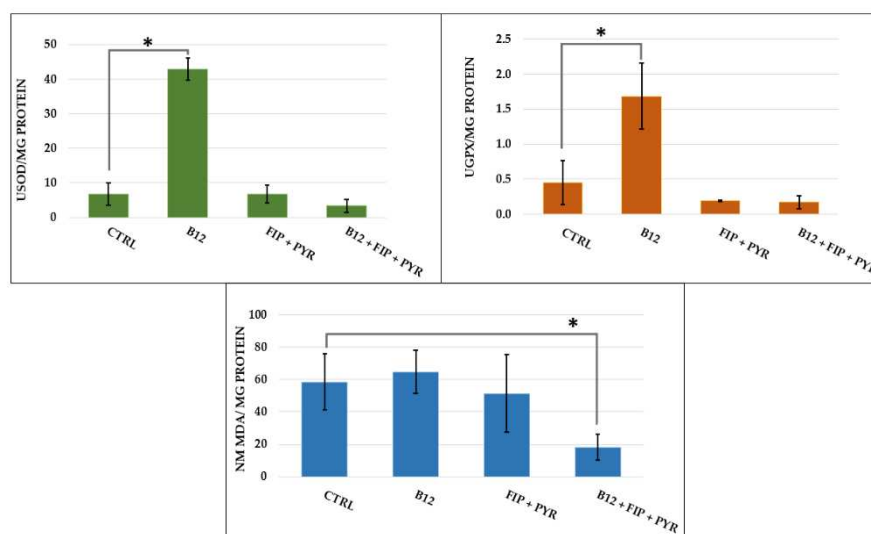 *
50
40
30
20
10
0
USOD/MG PROTEIN
CTRL
B12
FIP + PYR
B12 + FIP + PYR
*
2.5
2.0
1.5
1.0
0.5
0.0
UGPX/MG PROTEIN
CTRL
B12
FIP + PYR
B12 + FIP + PYR
*
100
80
60
40
20
0
NM MDA/ MG PROTEIN
CTRL
B12
FIP + PYR
B12 + FIP + PYR